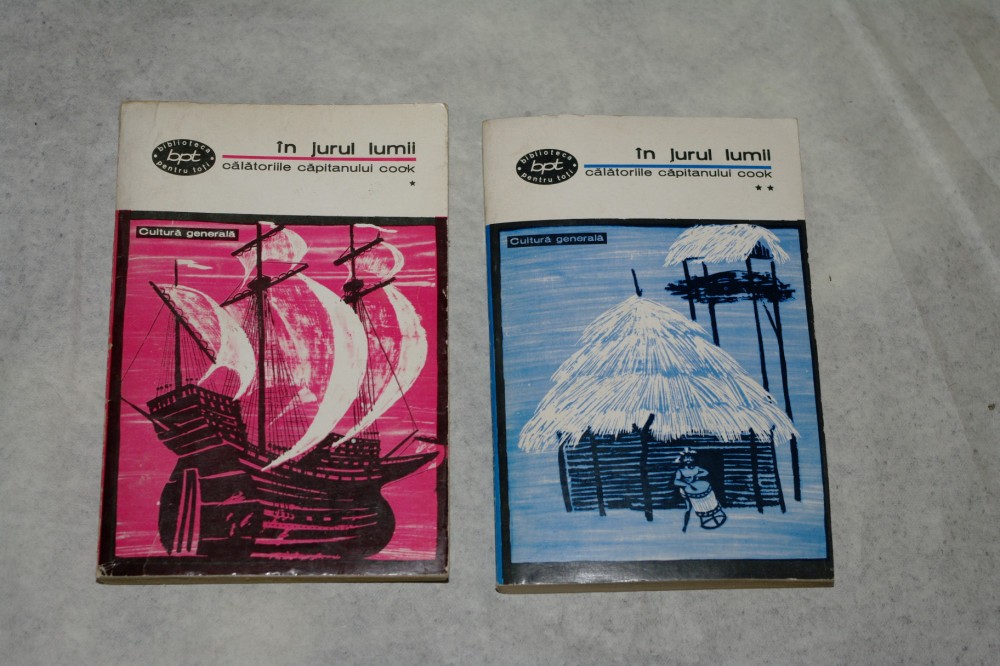 biblioteca
bpt
pentru toți
în jurul lumii
călătoriile căpitanului cook
*
Cultură generală
biblioteca
bpt
pentru toți
în jurul lumii
călătoriile căpitanului cook
**
Cultură generală